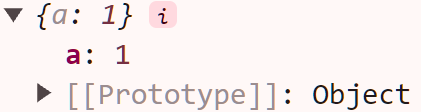 ▼ {a: 1} i
a: 1
▶ [[Prototype]]: Object